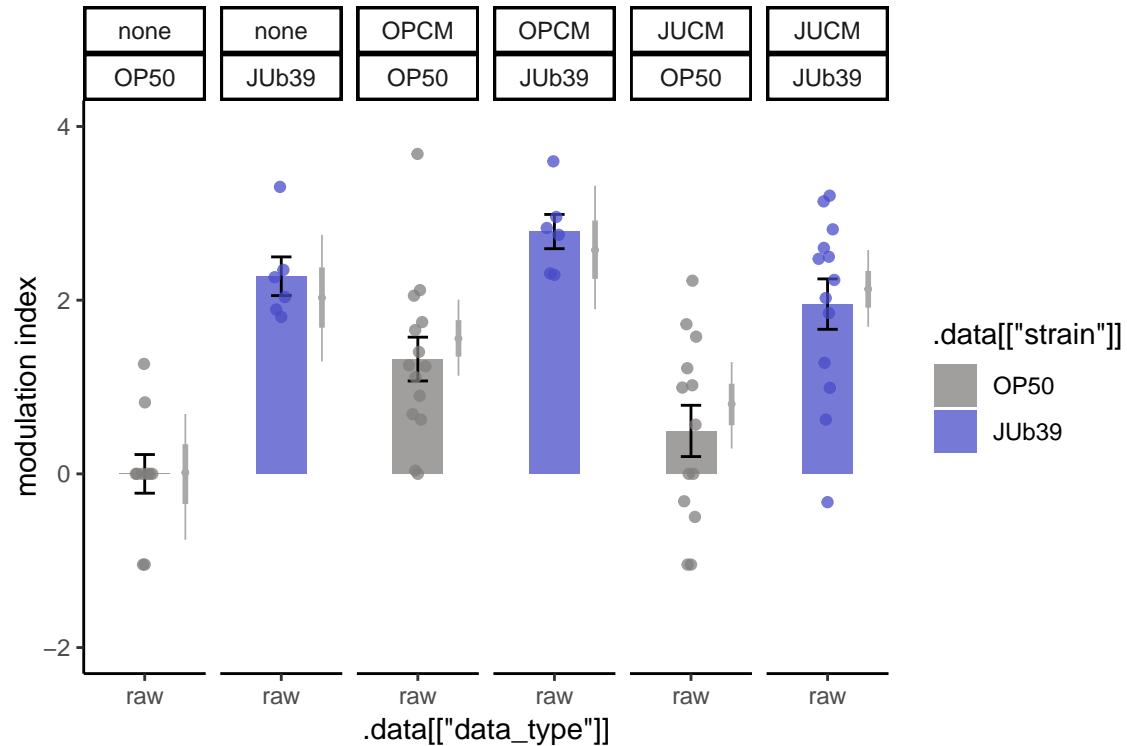 none none OPCM OPCM JUCM JUCM
OP50 JUb39 OP50 JUb39 OP50 JUb39
4
2
0
−2
modulation index
raw raw raw raw raw raw
.data[["data_type"]]
.data[["strain"]]
OP50
JUb39